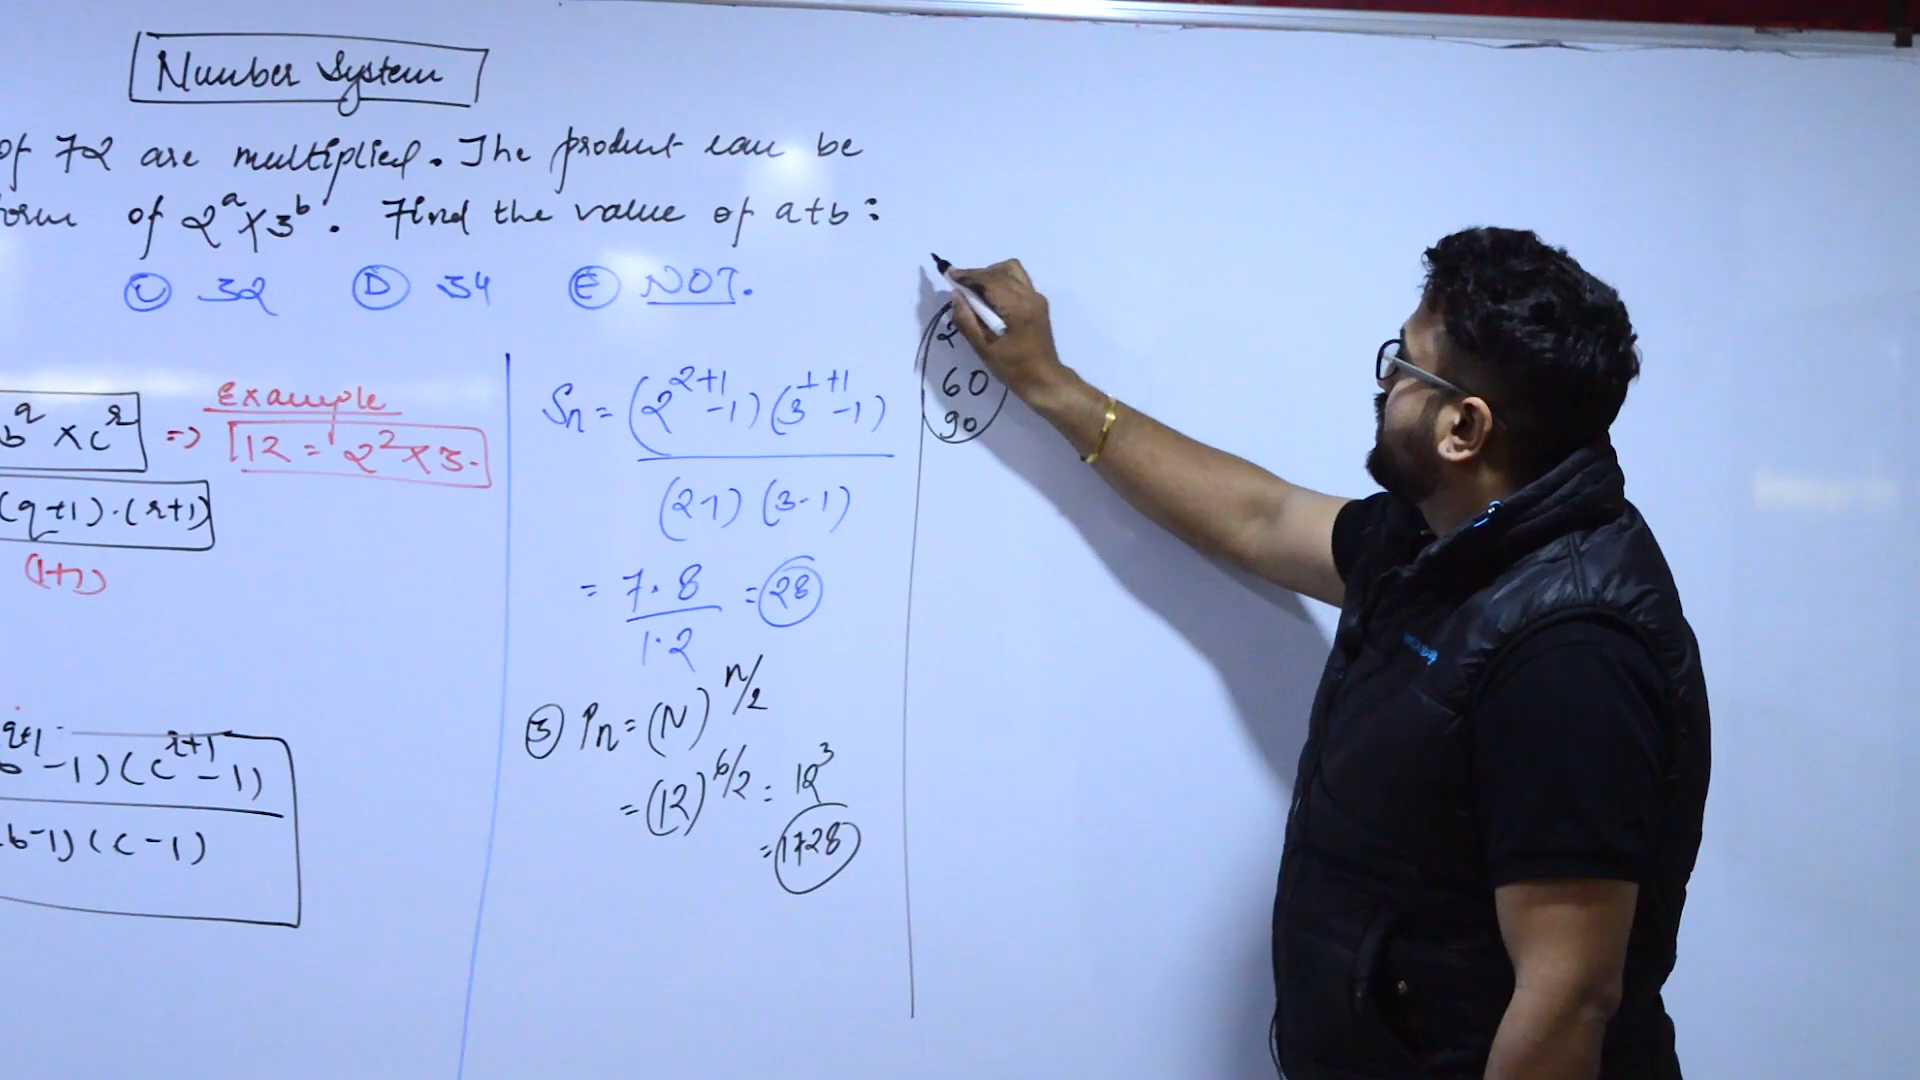 Number System
of 72 are multiplied. The product can be
form of 2^a × 3^b. Find the value of a+b:
C 32 D 34 E NOT.
b^q × c^r => Example
12 = 2^2 × 3.
(q+1)·(r+1)
(1+1)
b^q+1 -1)(c^r+1 -1)
b-1)(c-1)
Sn = (2^2+1 -1)(3^1+1 -1)
(2-1) (3-1)
= 7·8 = 28
1·2
3 Pn = (N)^n/2
= (12)^6/2 = 12^3
= 1728
60
90